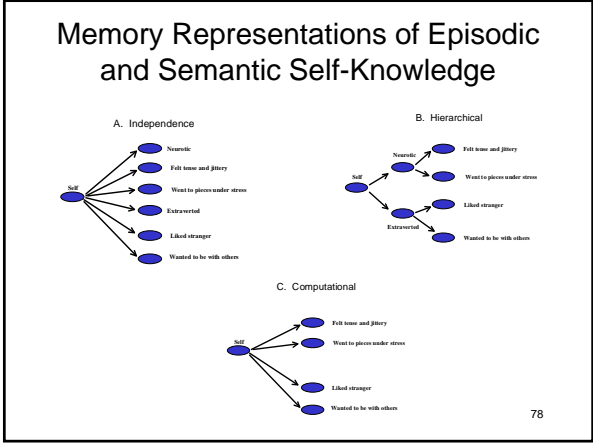 Memory Representations of Episodic
and Semantic Self-Knowledge
A. Independence
Self
Neurotic
Felt tense and jittery
Went to pieces under stress
Extraverted
Liked stranger
Wanted to be with others
B. Hierarchical
Self
Neurotic
Felt tense and jittery
Went to pieces under stress
Extraverted
Liked stranger
Wanted to be with others
C. Computational
Self
Felt tense and jittery
Went to pieces under stress
Liked stranger
Wanted to be with others
78